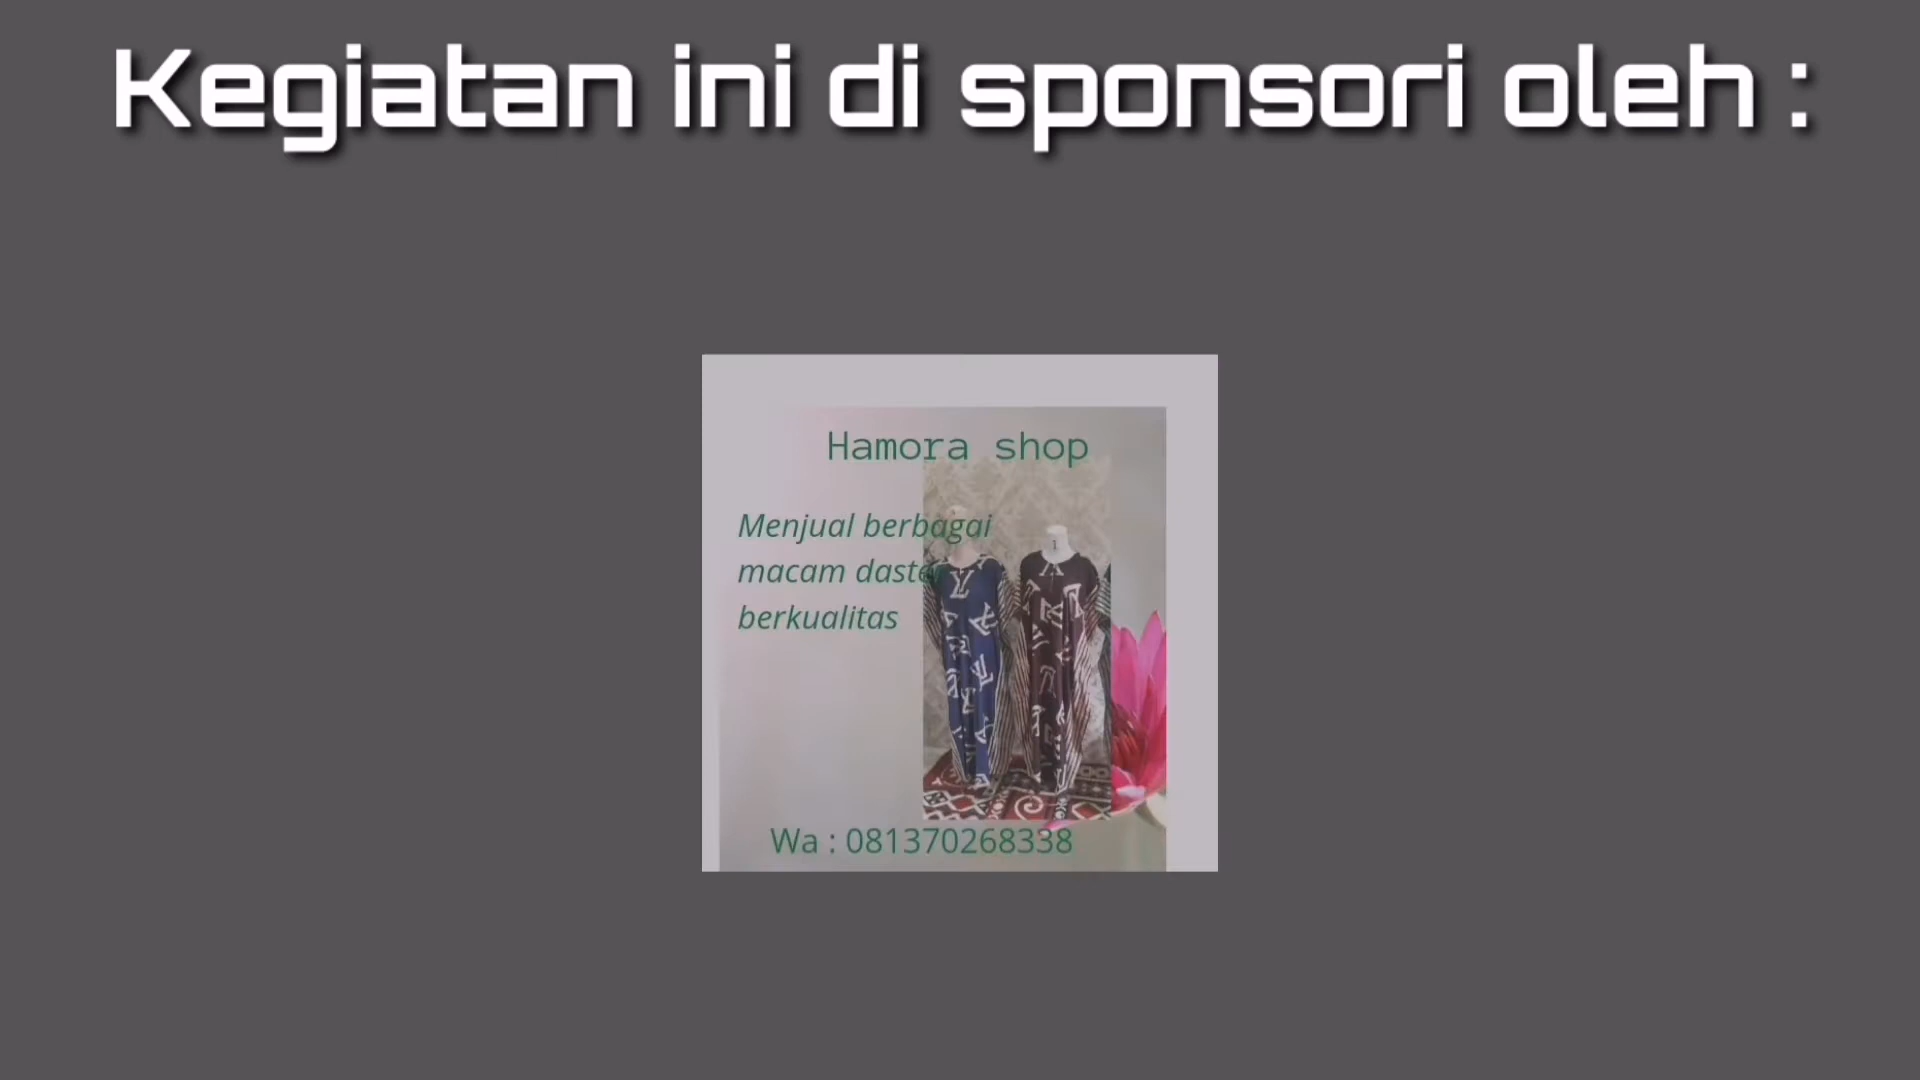 Kegiatan ini di sponsori oleh :
Hamora shop
Menjual berbagai
macam daster
berkualitas
Wa : 081370268338